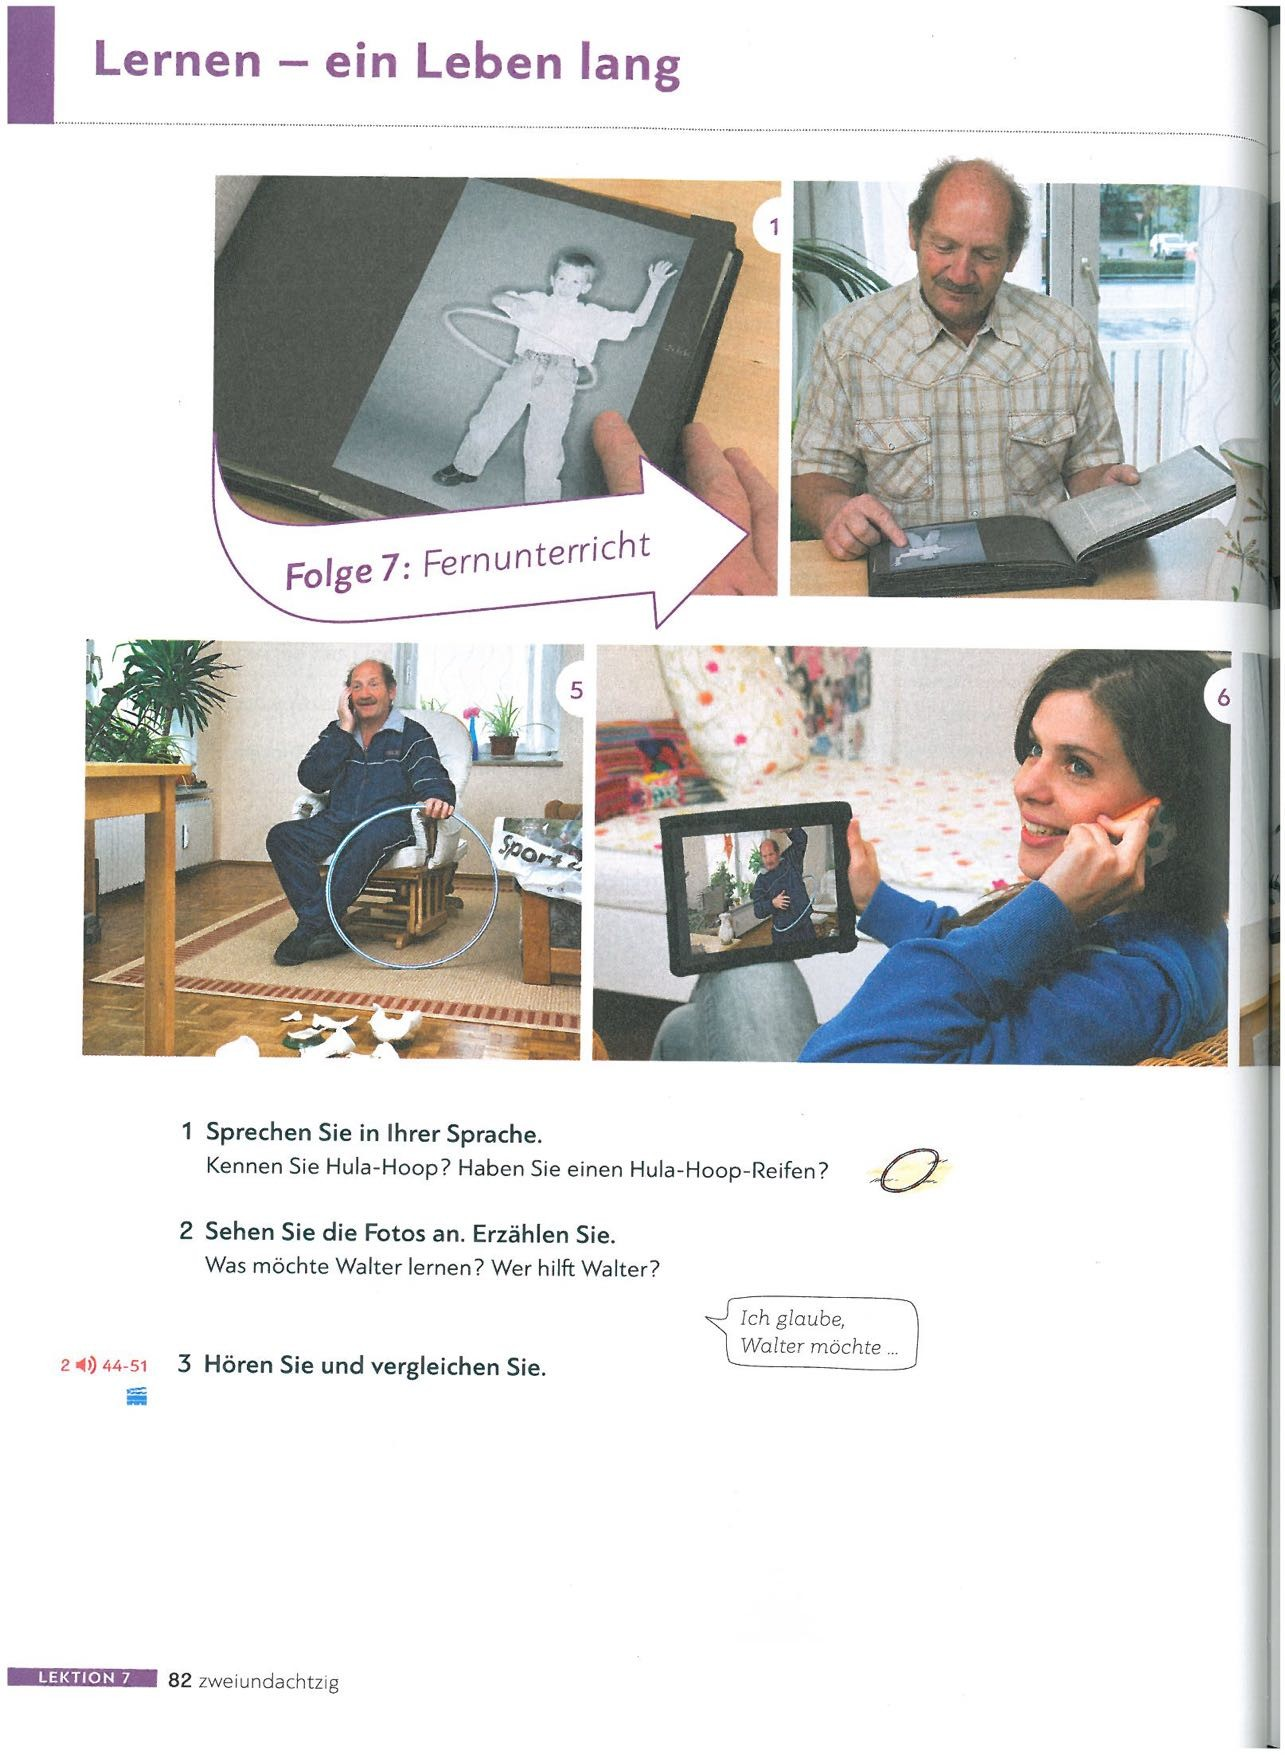 Lernen – ein Leben lang
1
Folge 7: Fernunterricht
5
Sport
6
1 Sprechen Sie in Ihrer Sprache.
Kennen Sie Hula-Hoop? Haben Sie einen Hula-Hoop-Reifen?
2 Sehen Sie die Fotos an. Erzählen Sie.
Was möchte Walter lernen? Wer hilft Walter?
Ich glaube,
Walter möchte ...
2 44-51 3 Hören Sie und vergleichen Sie.
LEKTION 7 82 zweiundachtzig